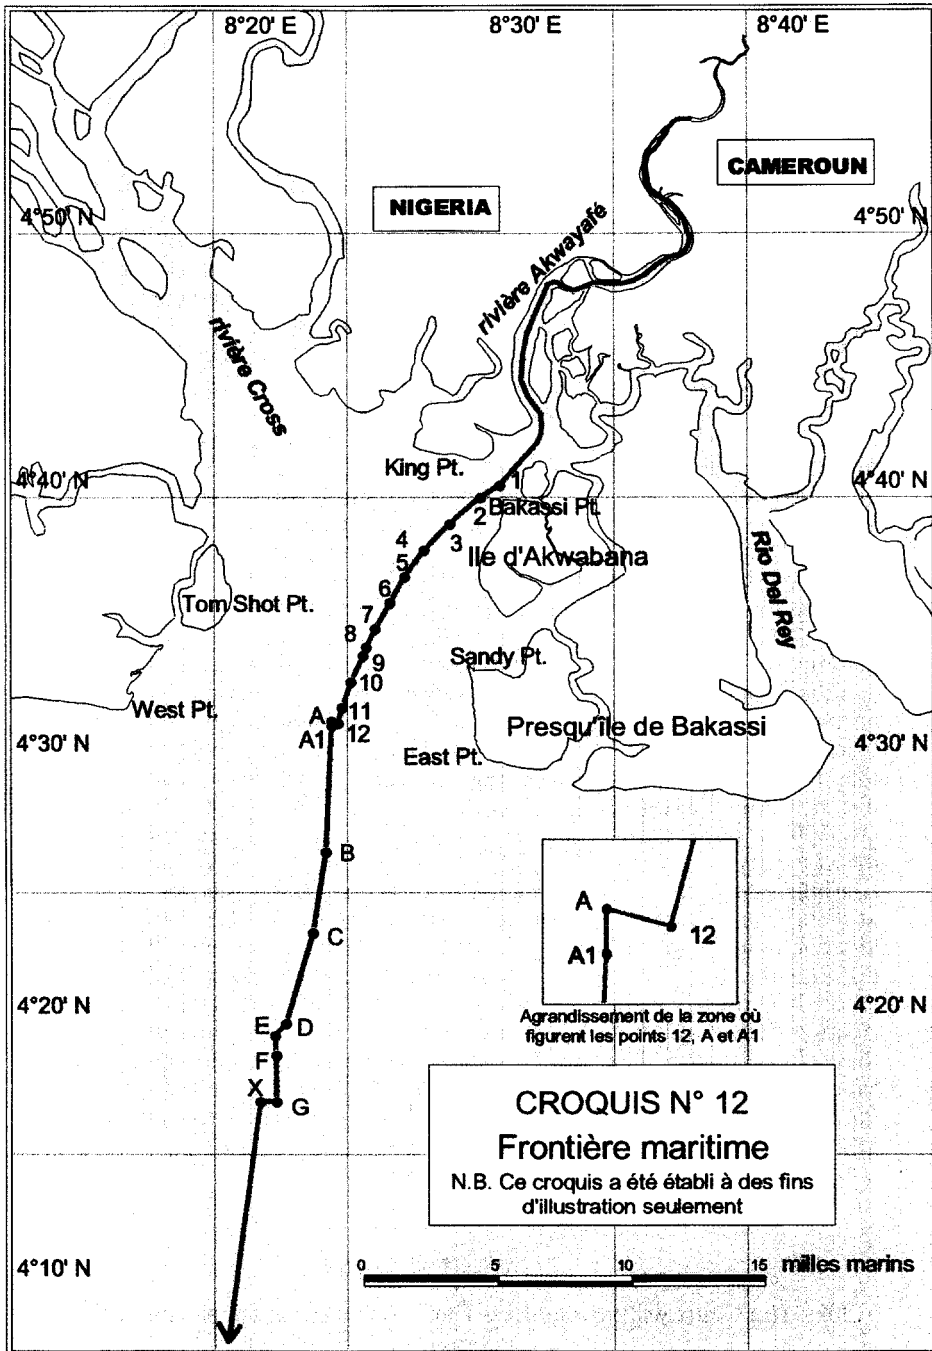 8°20' E
8°30' E
8°40' E
CAMEROUN
NIGERIA
4°50' N
4°50' N
rivière Akwayafé
rivière Cross
King Pt.
4°40' N
4°40' N
1
Bakassi Pt.
2
3
Ile d'Akwabana
4
5
6
7
8
9
10
11
12
Rio Del Rey
Tom Shot Pt.
Sandy Pt.
West Pt.
Presqu'île de Bakassi
A
A1
4°30' N
East Pt.
4°30' N
B
C
A
12
A1
4°20' N
4°20' N
Agrandissement de la zone où
figurent les points 12, A et A1
D
E
F
X
G
CROQUIS N° 12
Frontière maritime
N.B. Ce croquis a été établi à des fins
d'illustration seulement
4°10' N
0 5 10 15 milles marins